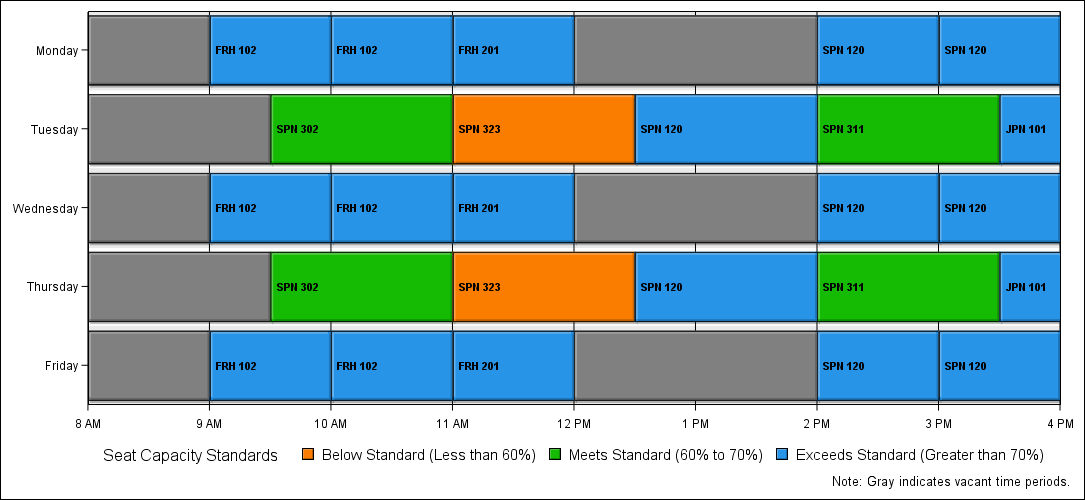 Monday FRH 102 FRH 102 FRH 201 SPN 120 SPN 120
Tuesday SPN 302 SPN 323 SPN 120 SPN 311 JPN 101
Wednesday FRH 102 FRH 102 FRH 201 SPN 120 SPN 120
Thursday SPN 302 SPN 323 SPN 120 SPN 311 JPN 101
Friday FRH 102 FRH 102 FRH 201 SPN 120 SPN 120
8 AM 9 AM 10 AM 11 AM 12 PM 1 PM 2 PM 3 PM 4 PM
Seat Capacity Standards Below Standard (Less than 60%) Meets Standard (60% to 70%) Exceeds Standard (Greater than 70%)
Note: Gray indicates vacant time periods.